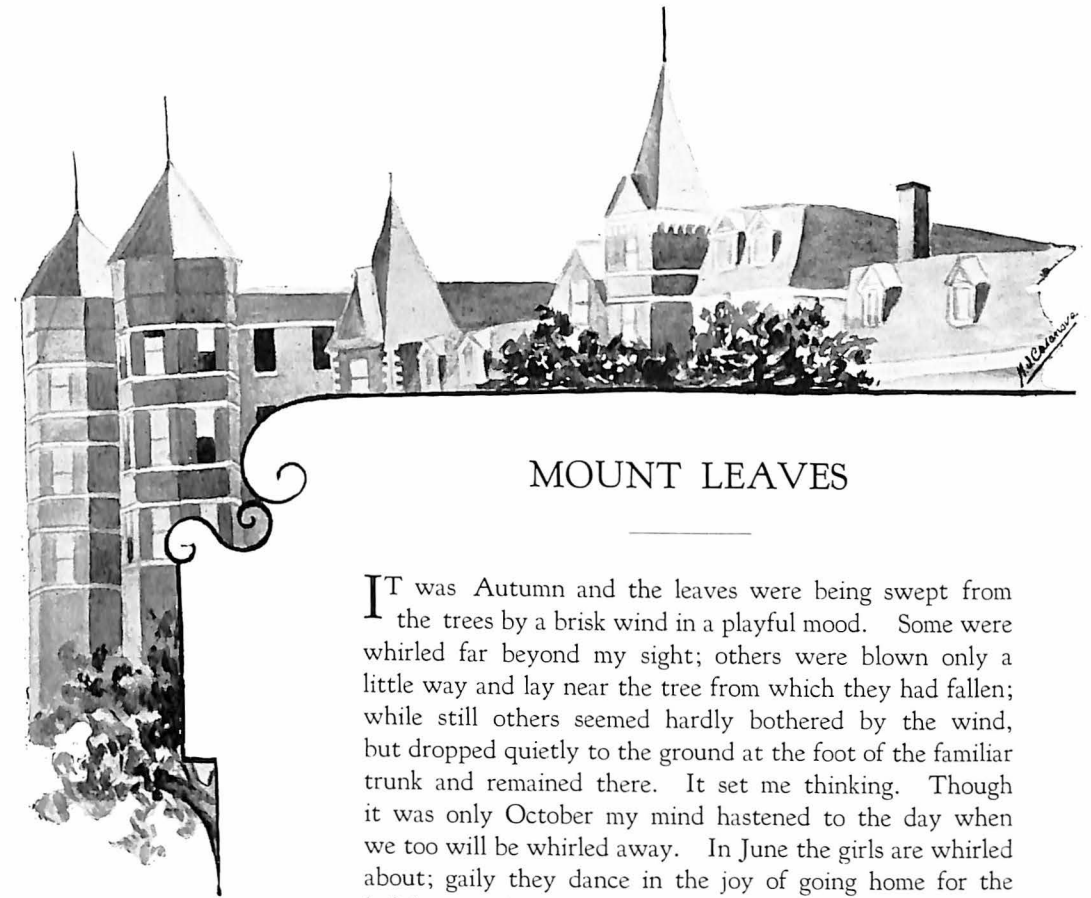 M.J. Casanova
MOUNT LEAVES
IT was Autumn and the leaves were being swept from
the trees by a brisk wind in a playful mood. Some were
whirled far beyond my sight; others were blown only a
little way and lay near the tree from which they had fallen;
while still others seemed hardly bothered by the wind,
but dropped quietly to the ground at the foot of the familiar
trunk and remained there. It set me thinking. Though
it was only October my mind hastened to the day when
we too will be whirled away. In June the girls are whirled
about; gaily they dance in the joy of going home for the